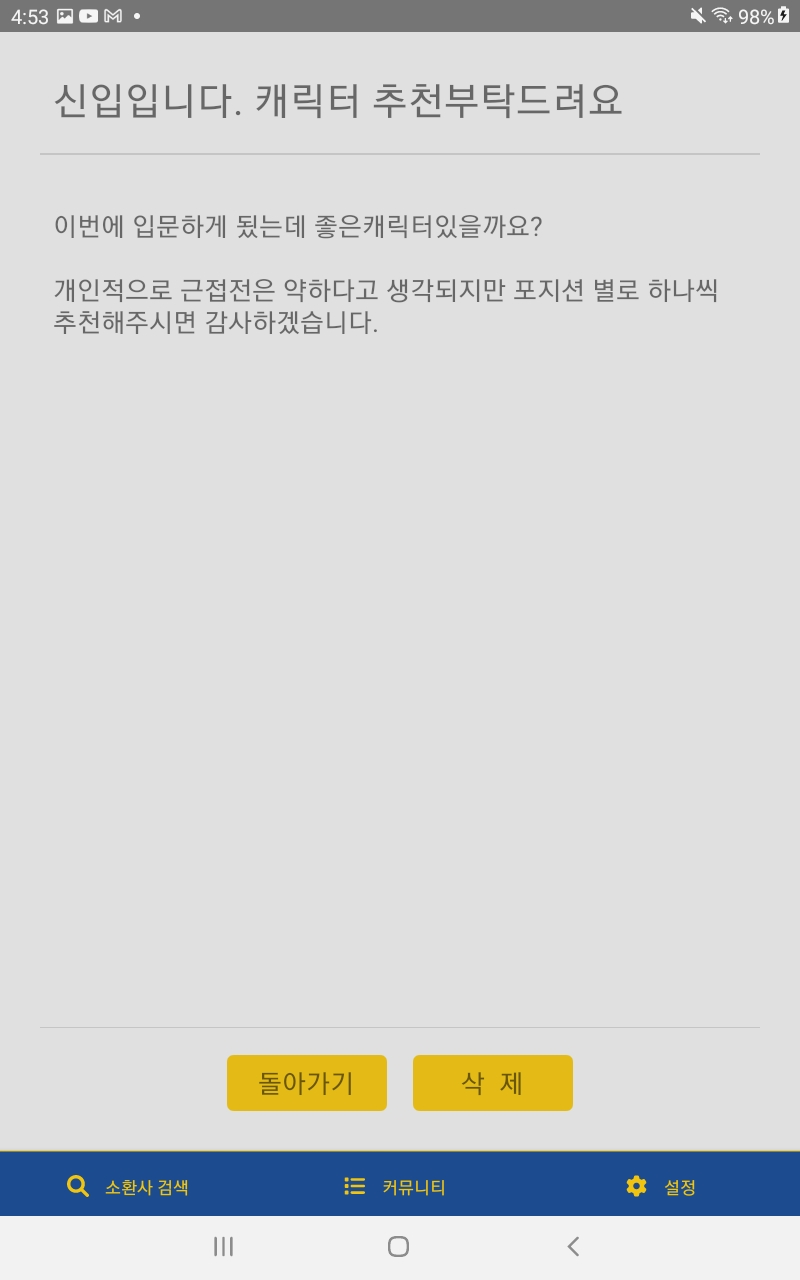 4:53
98%
신입입니다. 캐릭터 추천부탁드려요
이번에 입문하게 됬는데 좋은캐릭터있을까요?
개인적으로 근접전은 약하다고 생각되지만 포지션 별로 하나씩
추천해주시면 감사하겠습니다.
돌아가기
삭 제
소환사 검색
커뮤니티
설정